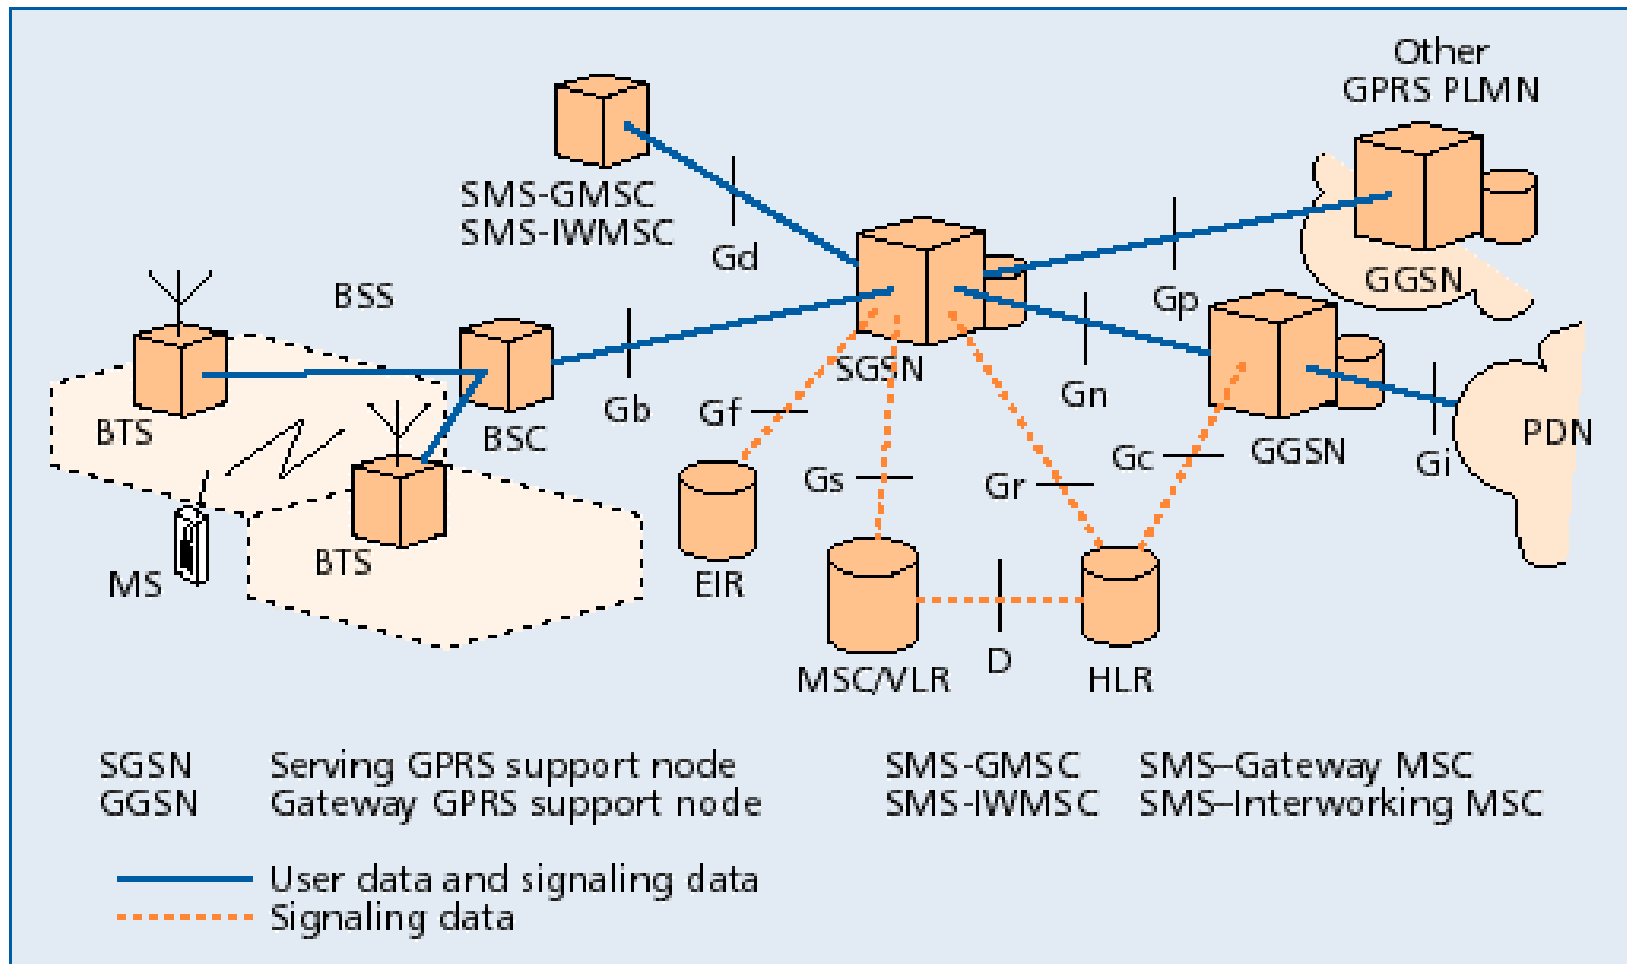 Other
GPRS PLMN
SMS-GMSC
SMS-IWMSC
Gd
GGSN
Gp
BSS
SGSN
Gn
Gb
Gf
BTS
BSC
Gs
Gr
Gc
GGSN
Gi
PDN
BTS
MS
EIR
MSC/VLR
D
HLR
SGSN Serving GPRS support node
GGSN Gateway GPRS support node
SMS-GMSC SMS–Gateway MSC
SMS-IWMSC SMS–Interworking MSC
User data and signaling data
Signaling data